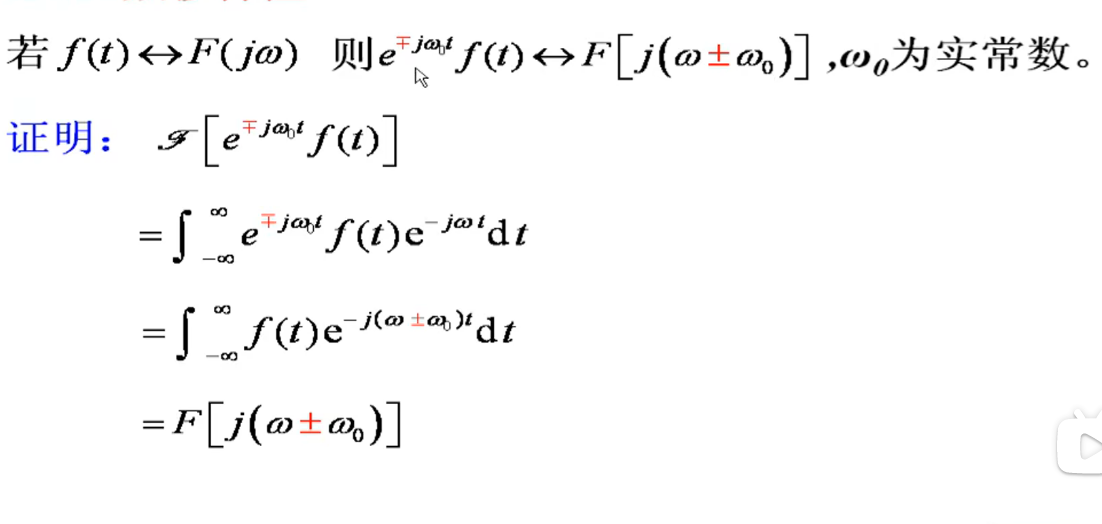 若 f(t)↔F(jω) 则e^{∓jω₀t} f(t)↔F[j(ω±ω₀)] ,ω₀为实常数。
证明: ℱ[e^{∓jω₀t} f(t)]
=∫_{-∞}^{∞} e^{∓jω₀t} f(t)e^{-jωt}dt
=∫_{-∞}^{∞} f(t)e^{-j(ω±ω₀)t}dt
=F[j(ω±ω₀)]